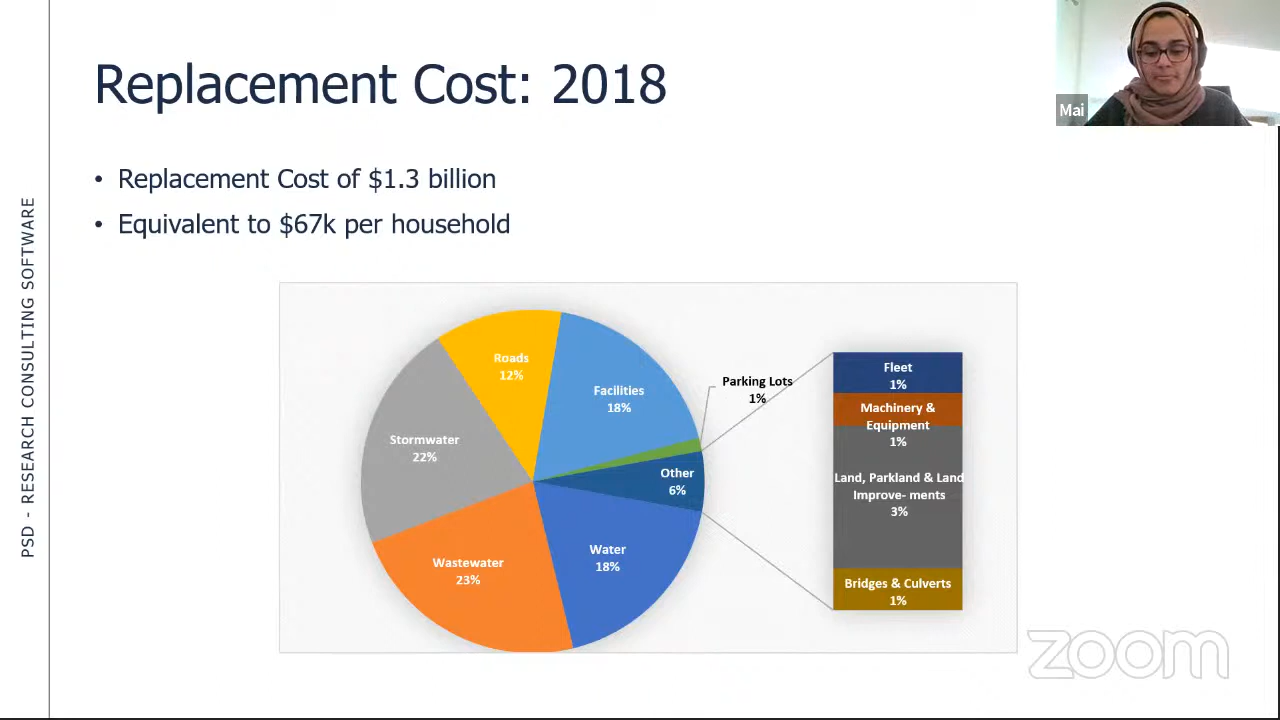 Replacement Cost: 2018
Mai
• Replacement Cost of $1.3 billion
• Equivalent to $67k per household
PSD - RESEARCH CONSULTING SOFTWARE
Roads
12%
Facilities
18%
Parking Lots
1%
Stormwater
22%
Other
6%
Wastewater
23%
Water
18%
Fleet
1%
Machinery &
Equipment
1%
Land, Parkland & Land
Improve- ments
3%
Bridges & Culverts
1%
zoom